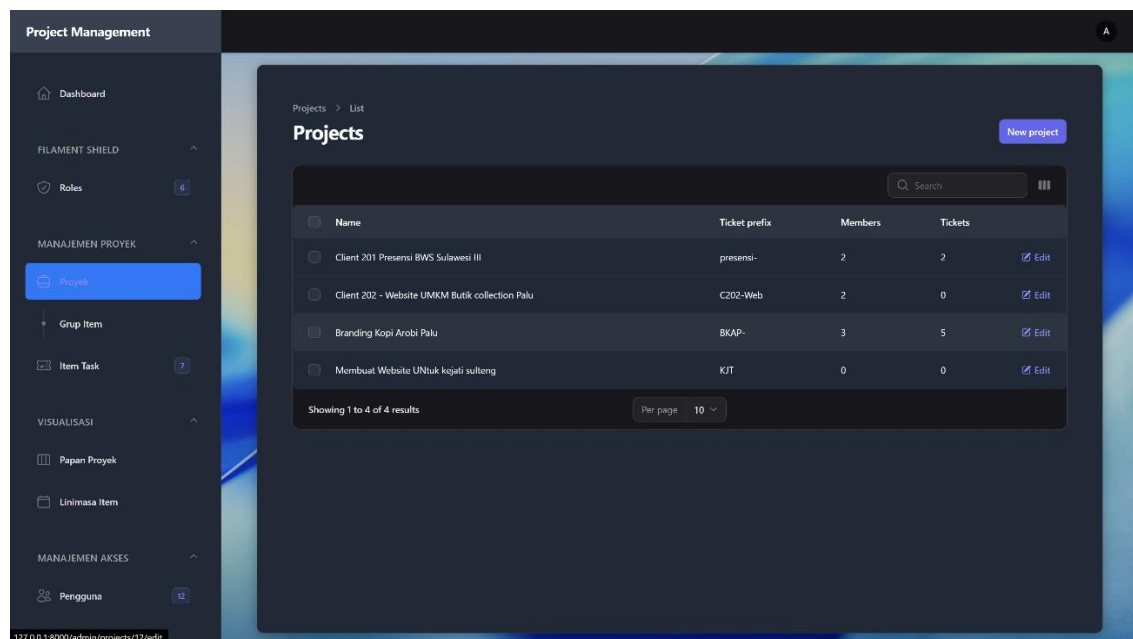 Project Management
A
Dashboard
FILAMENT SHIELD
Roles 6
MANAJEMEN PROYEK
Proyek
Grup Item
Item Task 7
VISUALISASI
Papan Proyek
Linimasa Item
MANAJEMEN AKSES
Pengguna 12
127.0.0.1:8000/admin/projects/12/edit
Projects > List
Projects
New project
Search
Name Ticket prefix Members Tickets
Client 201 Presensi BWS Sulawesi III presensi- 2 2 Edit
Client 202 - Website UMKM Butik collection Palu C202-Web 2 0 Edit
Branding Kopi Arobi Palu BKAP- 3 5 Edit
Membuat Website UNtuk kejati sulteng KJT 0 0 Edit
Showing 1 to 4 of 4 results Per page 10